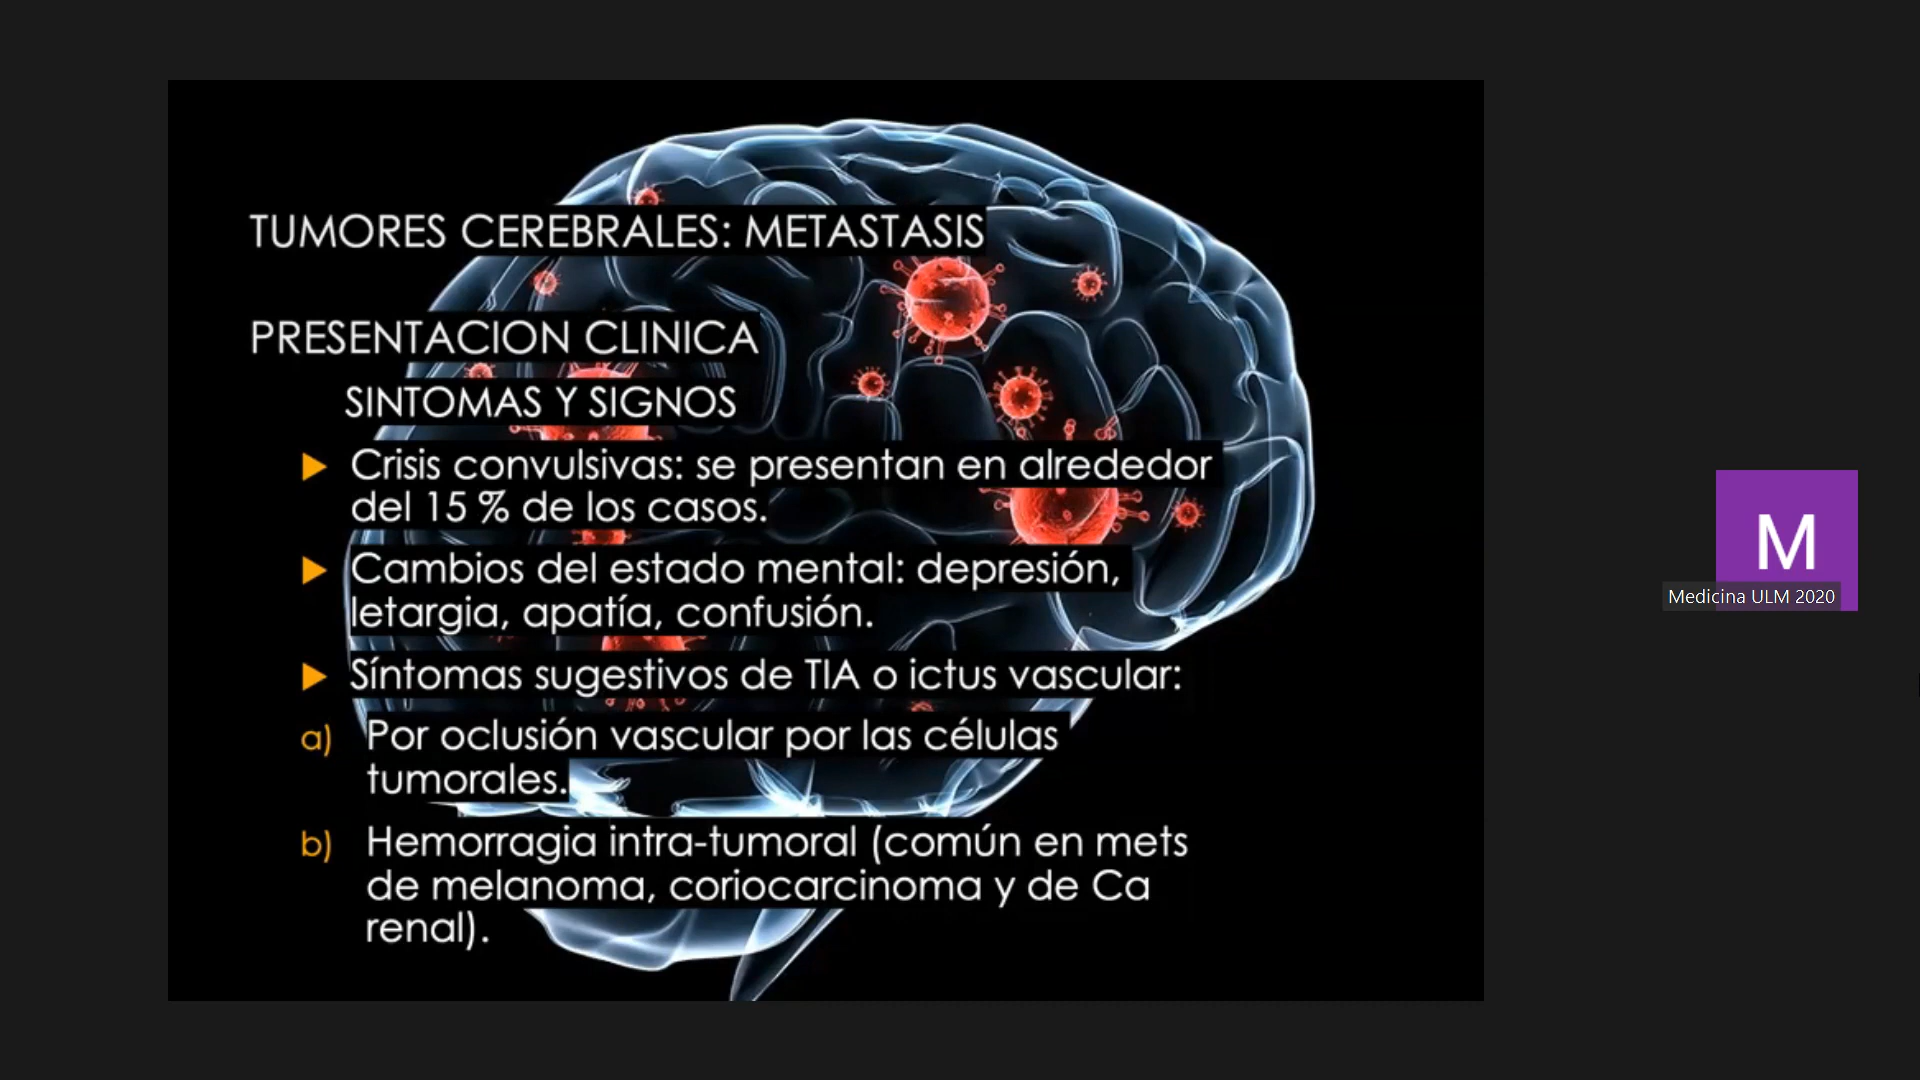 TUMORES CEREBRALES: METASTASIS
PRESENTACION CLINICA
SINTOMAS Y SIGNOS
Crisis convulsivas: se presentan en alrededor
del 15 % de los casos.
Cambios del estado mental: depresión,
letargia, apatía, confusión.
Síntomas sugestivos de TIA o ictus vascular:
a) Por oclusión vascular por las células
tumorales.
b) Hemorragia intra-tumoral (común en mets
de melanoma, coriocarcinoma y de Ca
renal).
M
Medicina ULM 2020